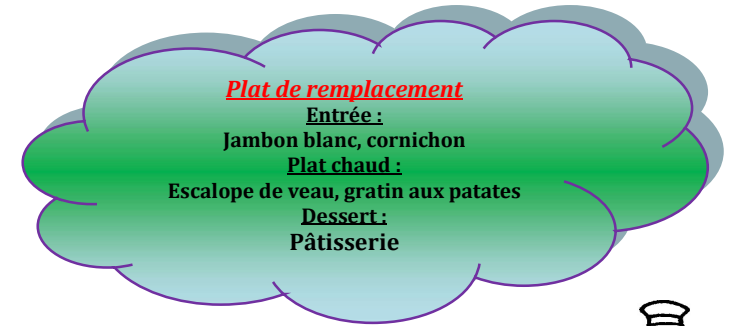 Plat de remplacement
Entrée :
Jambon blanc, cornichon
Plat chaud :
Escalope de veau, gratin aux patates
Dessert :
Pâtisserie